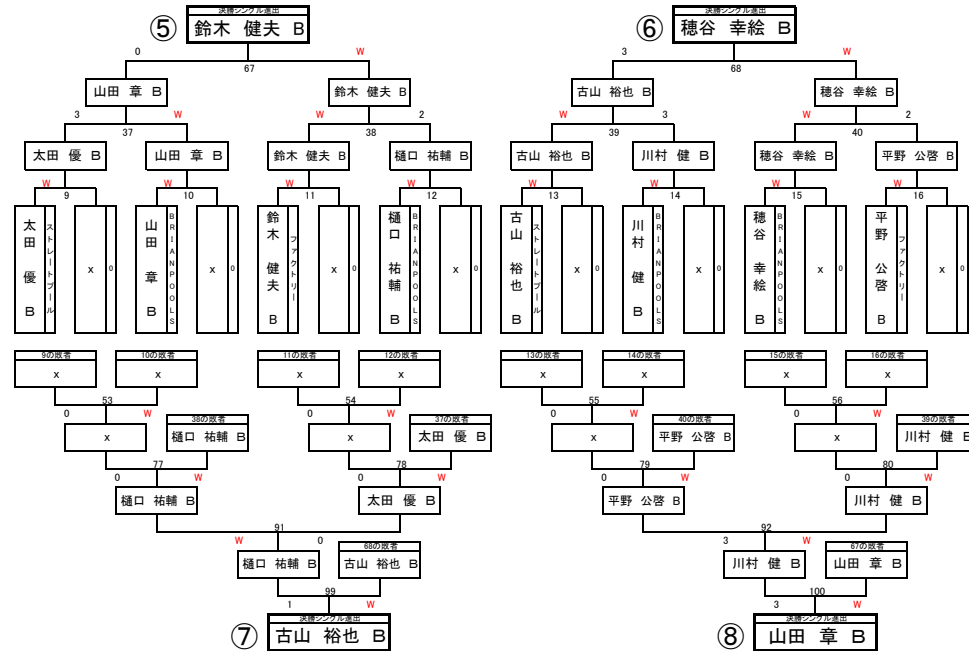 決勝シングル進出
⑤ 鈴木 健夫 B
決勝シングル進出
⑥ 穂谷 幸絵 B
0 W 3 W
67 68
山田 章 B 鈴木 健夫 B 古山 裕也 B 穂谷 幸絵 B
3 W W 2 W 3 W 2
37 38 39 40
太田 優 B 山田 章 B 鈴木 健夫 B 樋口 祐輔 B 古山 裕也 B 川村 健 B 穂谷 幸絵 B 平野 公啓 B
W W W W W W W W
9 10 11 12 13 14 15 16
太田 優 B ストレートプール
x 0
山田 章 B BRIANPOOLS
x 0
鈴木 健夫 B ファクトリー
x 0
樋口 祐輔 B BRIANPOOLS
x 0
古山 裕也 B ストレートプール
x 0
川村 健 B BRIANPOOLS
x 0
穂谷 幸絵 B BRIANPOOLS
x 0
平野 公啓 B ファクトリー
x 0
9の敗者 10の敗者 11の敗者 12の敗者 13の敗者 14の敗者 15の敗者 16の敗者
x x x x x x x x
53 54 55 56
0 W 0 W 0 W 0 W
38の敗者 37の敗者 40の敗者 39の敗者
x 樋口 祐輔 B x 太田 優 B x 平野 公啓 B x 川村 健 B
77 78 79 80
0 W 0 W 0 W 0 W
樋口 祐輔 B 太田 優 B 平野 公啓 B 川村 健 B
91 92
W 0 3 W
68の敗者 67の敗者
樋口 祐輔 B 古山 裕也 B 川村 健 B 山田 章 B
99 100
1 W 3 W
決勝シングル進出
⑦ 古山 裕也 B
決勝シングル進出
⑧ 山田 章 B